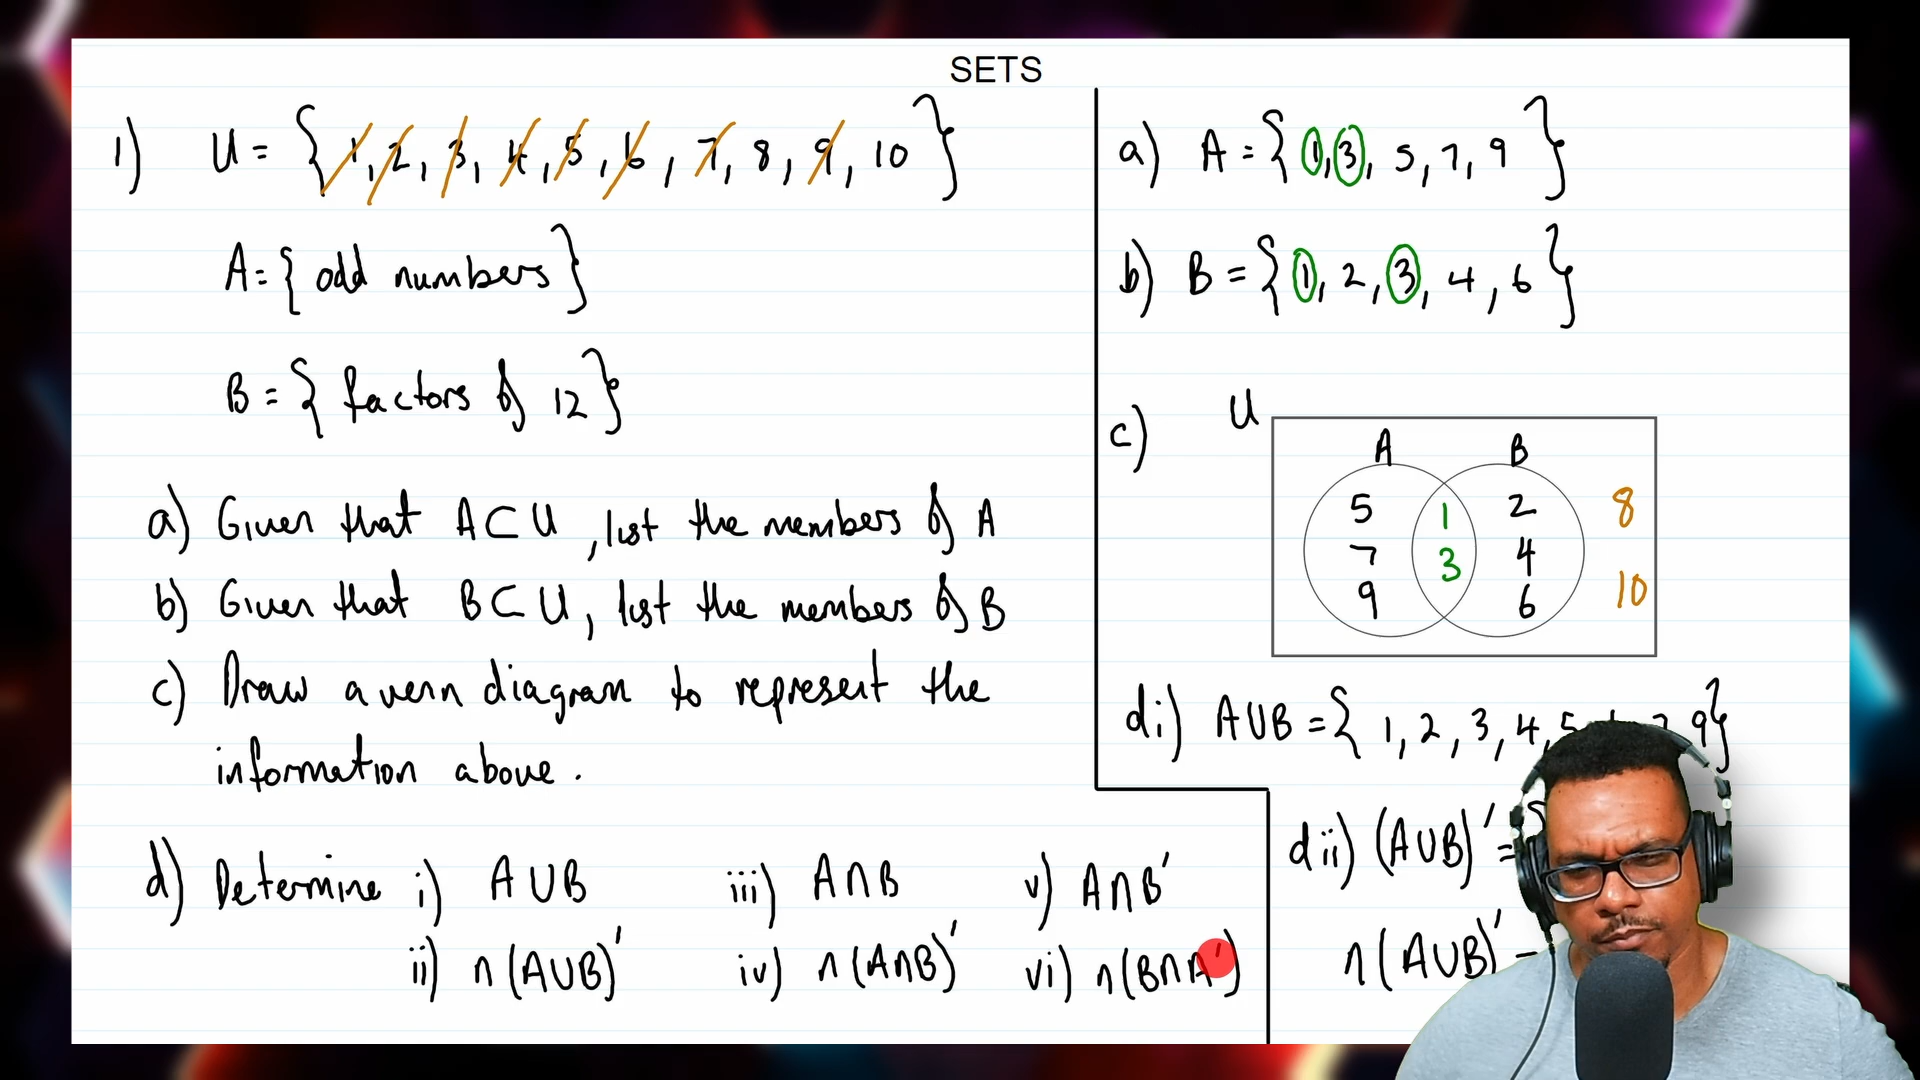 SETS
1) U = { 1, 2, 3, 4, 5, 6, 7, 8, 9, 10 }
A = { odd numbers }
B = { factors of 12 }
a) Given that A ⊂ U, list the members of A
b) Given that B ⊂ U, list the members of B
c) Draw a venn diagram to represent the
information above.
d) Determine i) A ∪ B iii) A ∩ B v) A ∩ B′
ii) n (A ∪ B)′ iv) n (A ∩ B)′ vi) n (B ∩ A′)
a) A = { 1, 3, 5, 7, 9 }
b) B = { 1, 2, 3, 4, 6 }
c) U
A B
5 1 2 8
7 3 4
9 6 10
di) A ∪ B = { 1, 2, 3, 4, 5 9 }
dii) (A ∪ B)′ =
n (A ∪ B)′ =